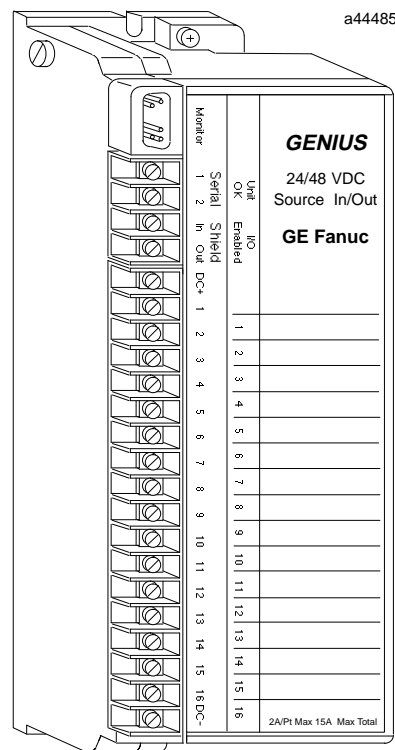 a44485
GENIUS
24/48 VDC
Source In/Out
GE Fanuc
Monitor
Serial
1 2
Shield
In Out
DC+
1
2
3
4
5
6
7
8
9
10
11
12
13
14
15
16
DC-
Unit
OK
I/O
Enabled
1
2
3
4
5
6
7
8
9
10
11
12
13
14
15
16
2A/Pt Max 15A Max Total